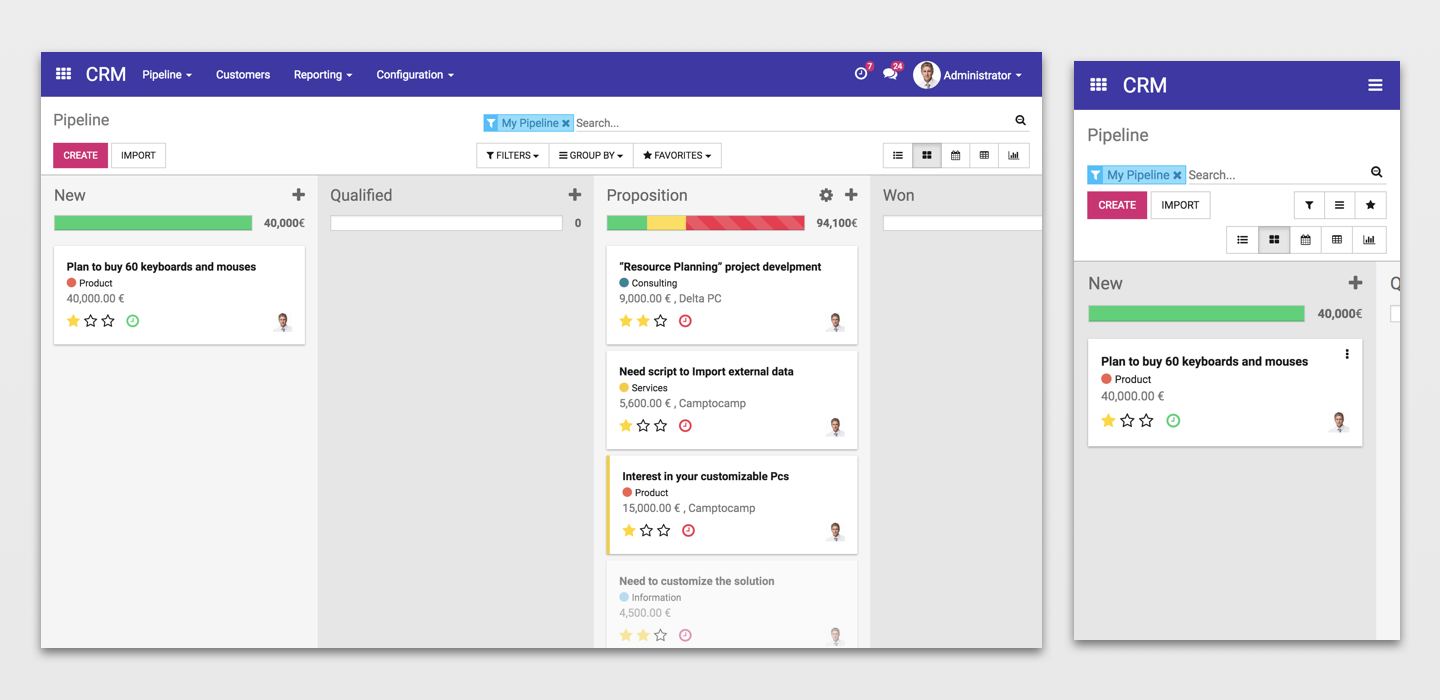 CRM Pipeline Customers Reporting Configuration 7 24 Administrator
Pipeline
My Pipeline × Search...
CREATE IMPORT FILTERS GROUP BY FAVORITES
New
40,000€
Plan to buy 60 keyboards and mouses
Product
40,000.00 €
Qualified
0
Proposition
94,100€
“Resource Planning” project develpment
Consulting
9,000.00 € , Delta PC
Need script to Import external data
Services
5,600.00 € , Camptocamp
Interest in your customizable Pcs
Product
15,000.00 € , Camptocamp
Need to customize the solution
Information
4,500.00 €
Won
CRM
Pipeline
My Pipeline × Search...
CREATE IMPORT
New
40,000€
Plan to buy 60 keyboards and mouses
Product
40,000.00 €
Q